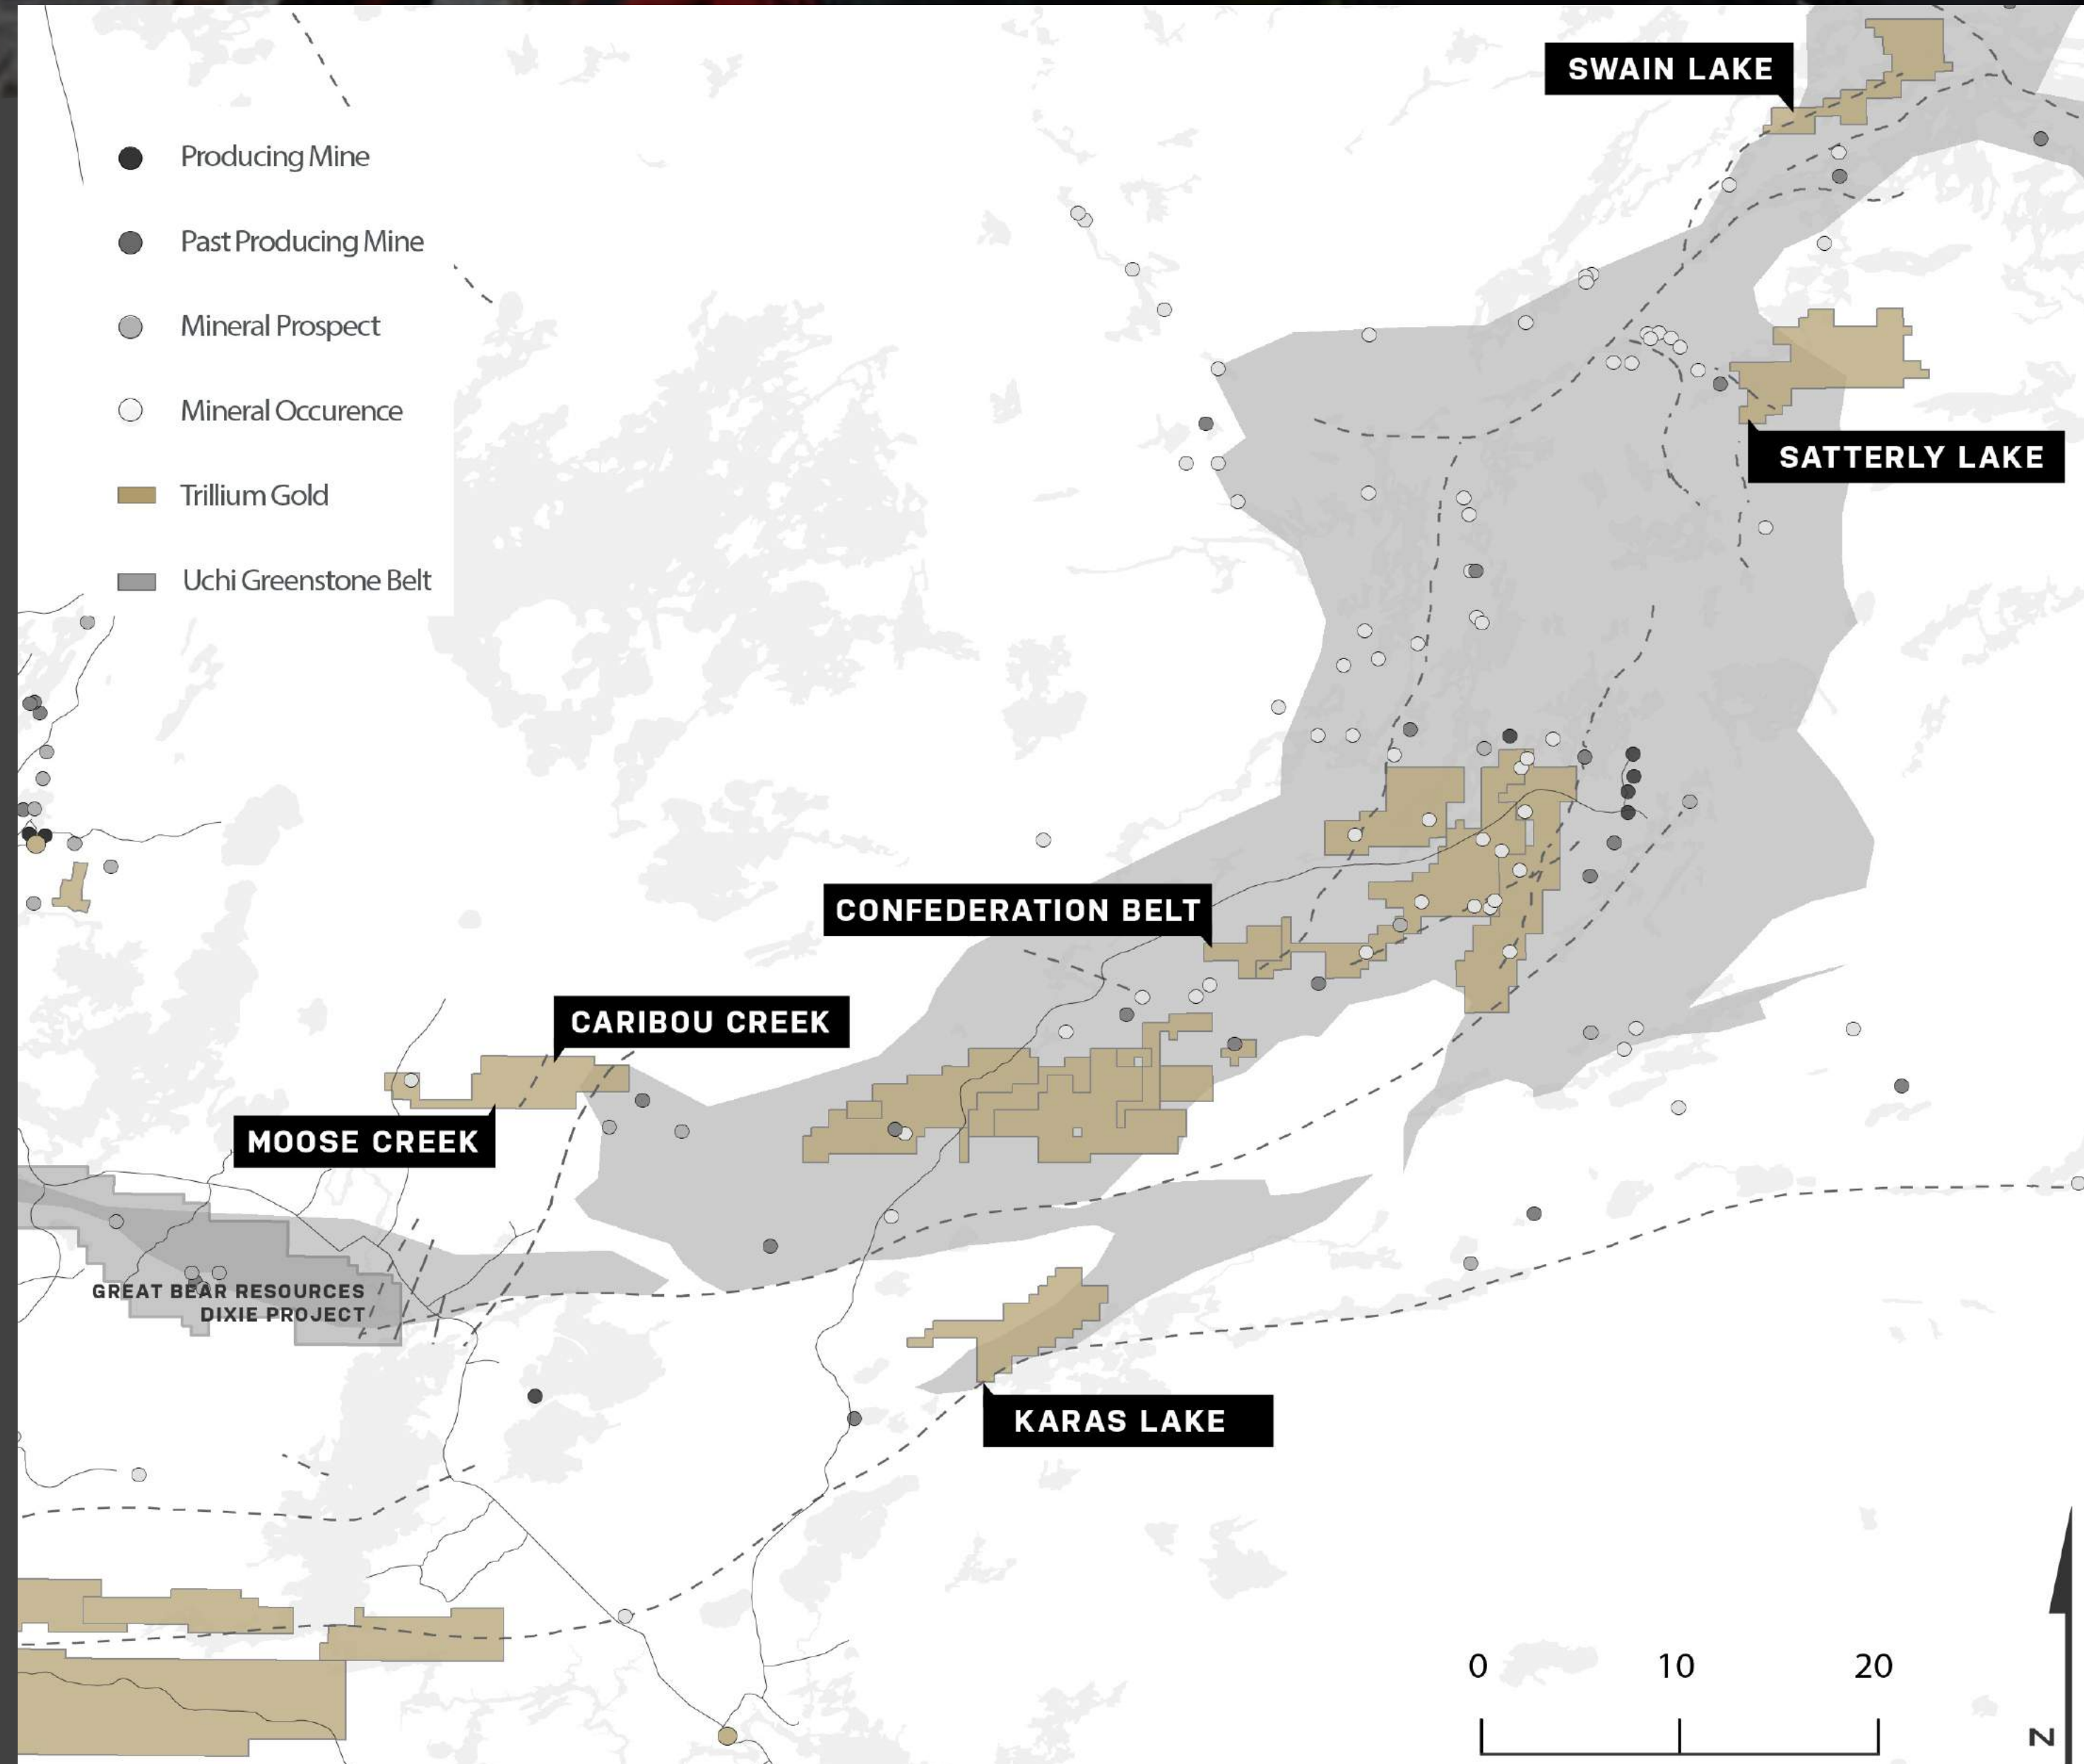 SWAIN LAKE
Producing Mine
Past Producing Mine
Mineral Prospect
Mineral Occurence
Trillium Gold
Uchi Greenstone Belt
SATTERLY LAKE
CONFEDERATION BELT
CARIBOU CREEK
MOOSE CREEK
GREAT BEAR RESOURCES
DIXIE PROJECT
KARAS LAKE
0 10 20
N